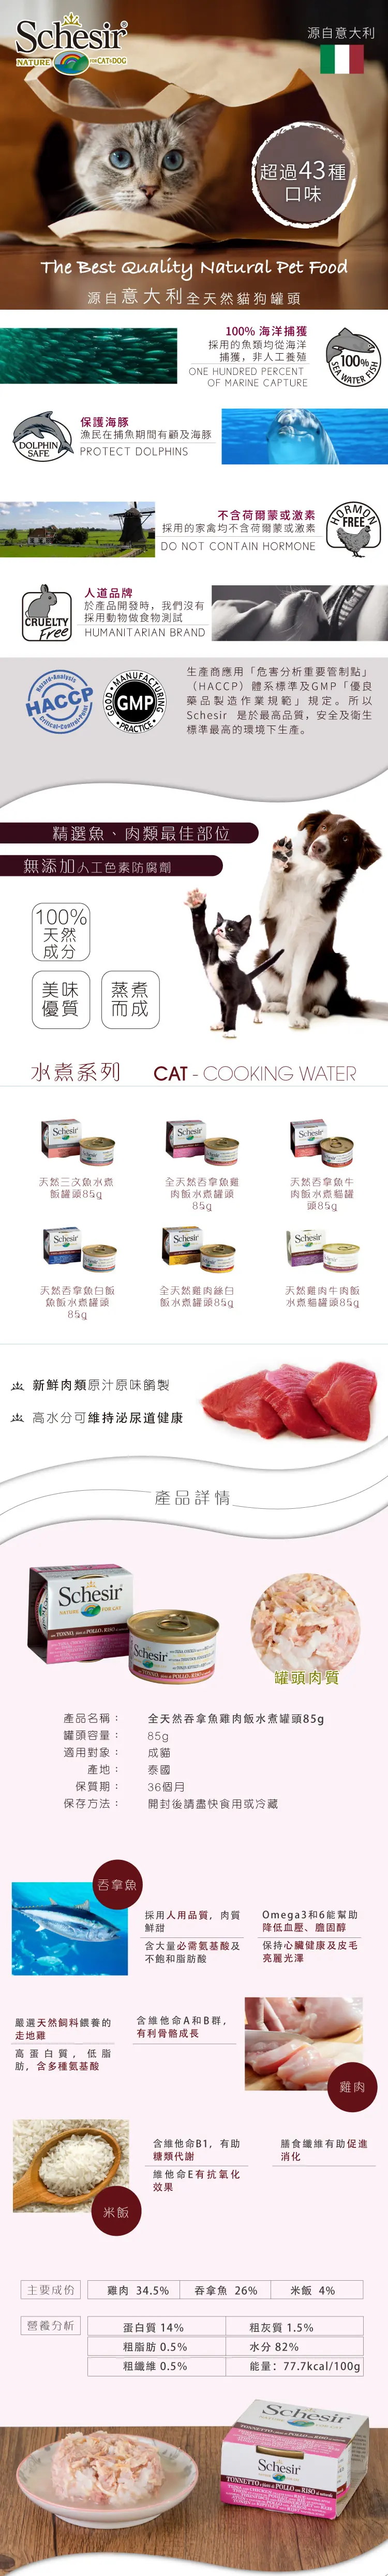 Schesir®
NATURE FOR CAT&DOG
源自意大利
超過43種
口味
The Best Quality Natural Pet Food
源自意大利全天然貓狗罐頭
100% 海洋捕獲
採用的魚類均從海洋
捕獲，非人工養殖
ONE HUNDRED PERCENT
OF MARINE CAPTURE
100%
SEA WATER FISH
DOLPHIN
SAFE
保護海豚
漁民在捕魚期間有顧及海豚
PROTECT DOLPHINS
不含荷爾蒙或激素
採用的家禽均不含荷爾蒙或激素
DO NOT CONTAIN HORMONE
HORMON
FREE
CRUELTY
Free
人道品牌
於產品開發時，我們沒有
採用動物做食物測試
HUMANITARIAN BRAND
Hazard-Analysis
HACCP
Critical-Control-Point
GOOD MANUFACTURING
GMP
PRACTICE
生產商應用「危害分析重要管制點」
（HACCP）體系標準及GMP「優良
藥品製造作業規範」規定。所以
Schesir 是於最高品質，安全及衛生
標準最高的環境下生產。
精選魚、肉類最佳部位
無添加人工色素防腐劑
100%
天然
成分
美味
優質
蒸煮
而成
水煮系列
CAT - COOKING WATER
Schesir
Schesir
Schesir
天然三文魚水煮
飯罐頭85g
全天然吞拿魚雞
肉飯水煮罐頭
85g
天然吞拿魚牛
肉飯水煮貓罐
頭85g
Schesir
Schesir
Schesir
天然吞拿魚白飯
魚飯水煮罐頭
85g
全天然雞肉絲白
飯水煮罐頭85g
天然雞肉牛肉飯
水煮貓罐頭85g
新鮮肉類原汁原味醃製
高水分可維持泌尿道健康
產品詳情
Schesir
NATURE FOR CAT
Schesir
罐頭肉質
產品名稱： 全天然吞拿魚雞肉飯水煮罐頭85g
罐頭容量： 85g
適用對象： 成貓
產地： 泰國
保質期： 36個月
保存方法： 開封後請盡快食用或冷藏
吞拿魚
採用人用品質，肉質
鮮甜
含大量必需氨基酸及
不飽和脂肪酸
Omega3和6能幫助
降低血壓、膽固醇
保持心臟健康及皮毛
亮麗光澤
嚴選天然飼料餵養的
走地雞
高蛋白質，低脂
肪，含多種氨基酸
含維他命A和B群，
有利骨骼成長
雞肉
米飯
含維他命B1，有助
糖類代謝
維他命E有抗氧化
效果
膳食纖維有助促進
消化
主要成份 雞肉 34.5% 吞拿魚 26% 米飯 4%
營養分析 蛋白質 14% 粗灰質 1.5%
粗脂肪 0.5% 水分 82%
粗纖維 0.5% 能量：77.7kcal/100g
Schesir
Schesir